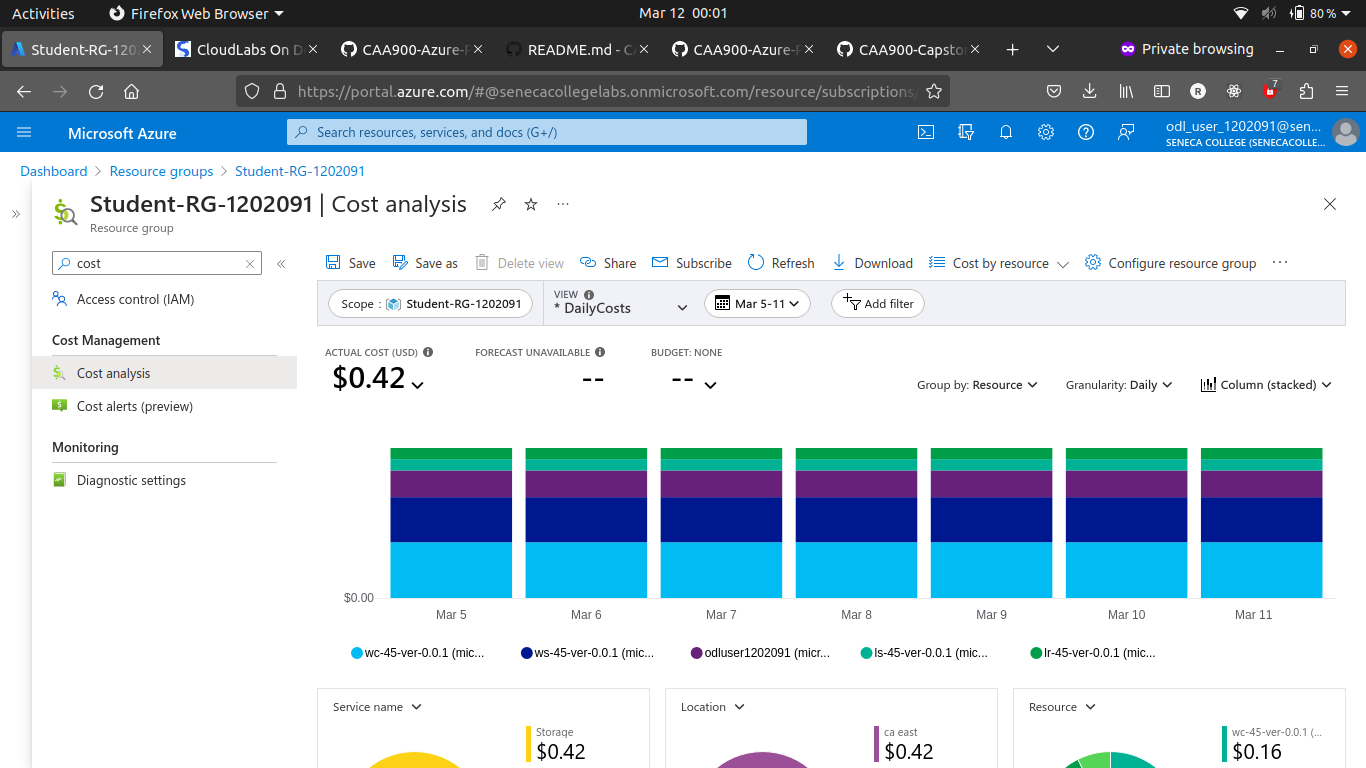 Activities
Firefox Web Browser
Mar 12 00:01
80 %
Student-RG-120
CloudLabs On D
CAA900-Azure-P
README.md - CA
CAA900-Azure-P
CAA900-Capsto
Private browsing
https://portal.azure.com/#@senecacollegelabs.onmicrosoft.com/resource/subscriptions/
R
7
Microsoft Azure
Search resources, services, and docs (G+/)
odl_user_1202091@sen...
SENECA COLLEGE (SENECACOLLE...
Dashboard > Resource groups > Student-RG-1202091
Student-RG-1202091 | Cost analysis
Resource group
cost
Access control (IAM)
Cost Management
Cost analysis
Cost alerts (preview)
Monitoring
Diagnostic settings
Save
Save as
Delete view
Share
Subscribe
Refresh
Download
Cost by resource
Configure resource group
Scope : Student-RG-1202091
VIEW
* DailyCosts
Mar 5-11
Add filter
ACTUAL COST (USD)
$0.42
FORECAST UNAVAILABLE
--
BUDGET: NONE
--
Group by: Resource
Granularity: Daily
Column (stacked)
$0.00
Mar 5
Mar 6
Mar 7
Mar 8
Mar 9
Mar 10
Mar 11
wc-45-ver-0.0.1 (mic...
ws-45-ver-0.0.1 (mic...
odluser1202091 (micr...
ls-45-ver-0.0.1 (mic...
lr-45-ver-0.0.1 (mic...
Service name
Storage
$0.42
Location
ca east
$0.42
Resource
wc-45-ver-0.0.1 (...
$0.16